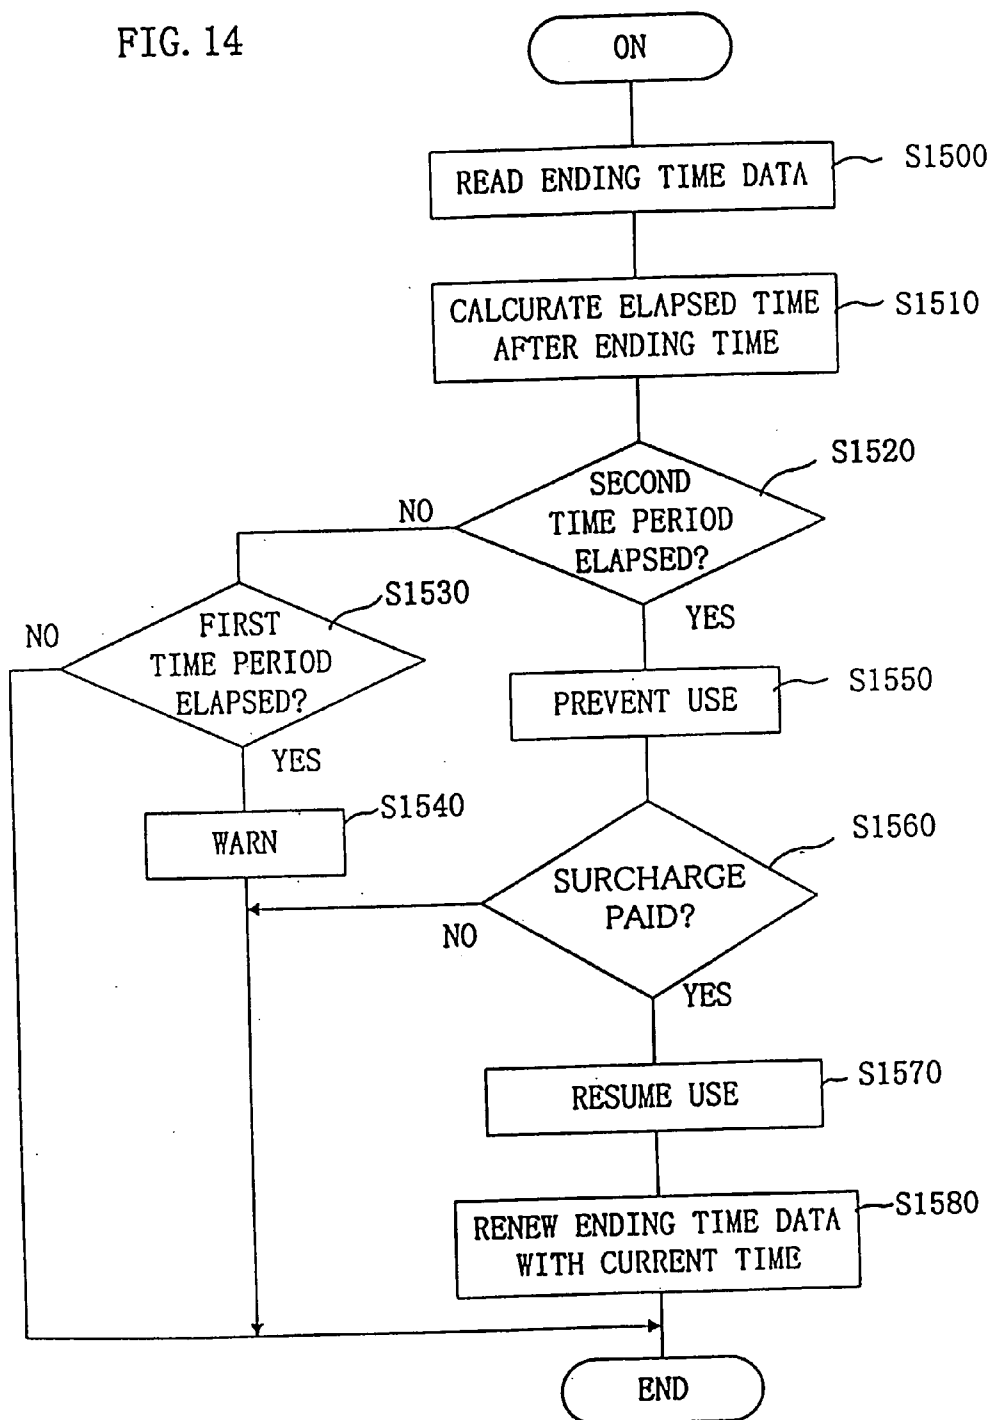 FIG. 14
ON
READ ENDING TIME DATA
S1500
CALCURATE ELAPSED TIME
AFTER ENDING TIME
S1510
SECOND
TIME PERIOD
ELAPSED?
S1520
NO
YES
FIRST
TIME PERIOD
ELAPSED?
S1530
NO
YES
PREVENT USE
S1550
WARN
S1540
SURCHARGE
PAID?
S1560
NO
YES
RESUME USE
S1570
RENEW ENDING TIME DATA
WITH CURRENT TIME
S1580
END